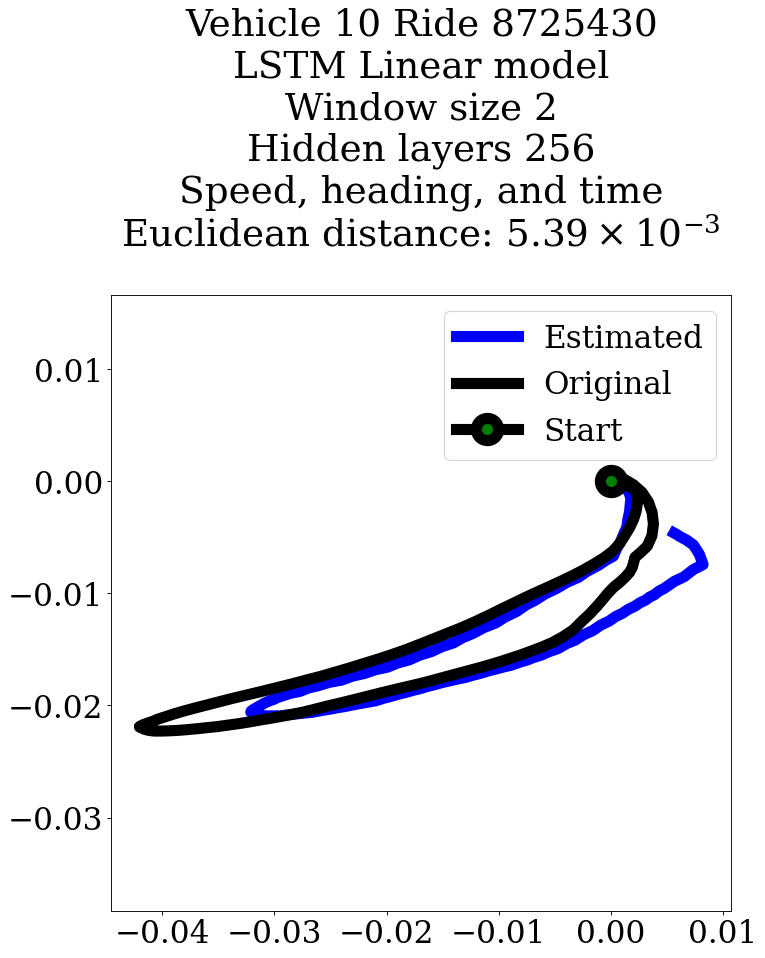 Vehicle 10 Ride 8725430
LSTM Linear model
Window size 2
Hidden layers 256
Speed, heading, and time
Euclidean distance: 5.39 × 10⁻³
Estimated
Original
Start
0.01
0.00
−0.01
−0.02
−0.03
−0.04 −0.03 −0.02 −0.01 0.00 0.01